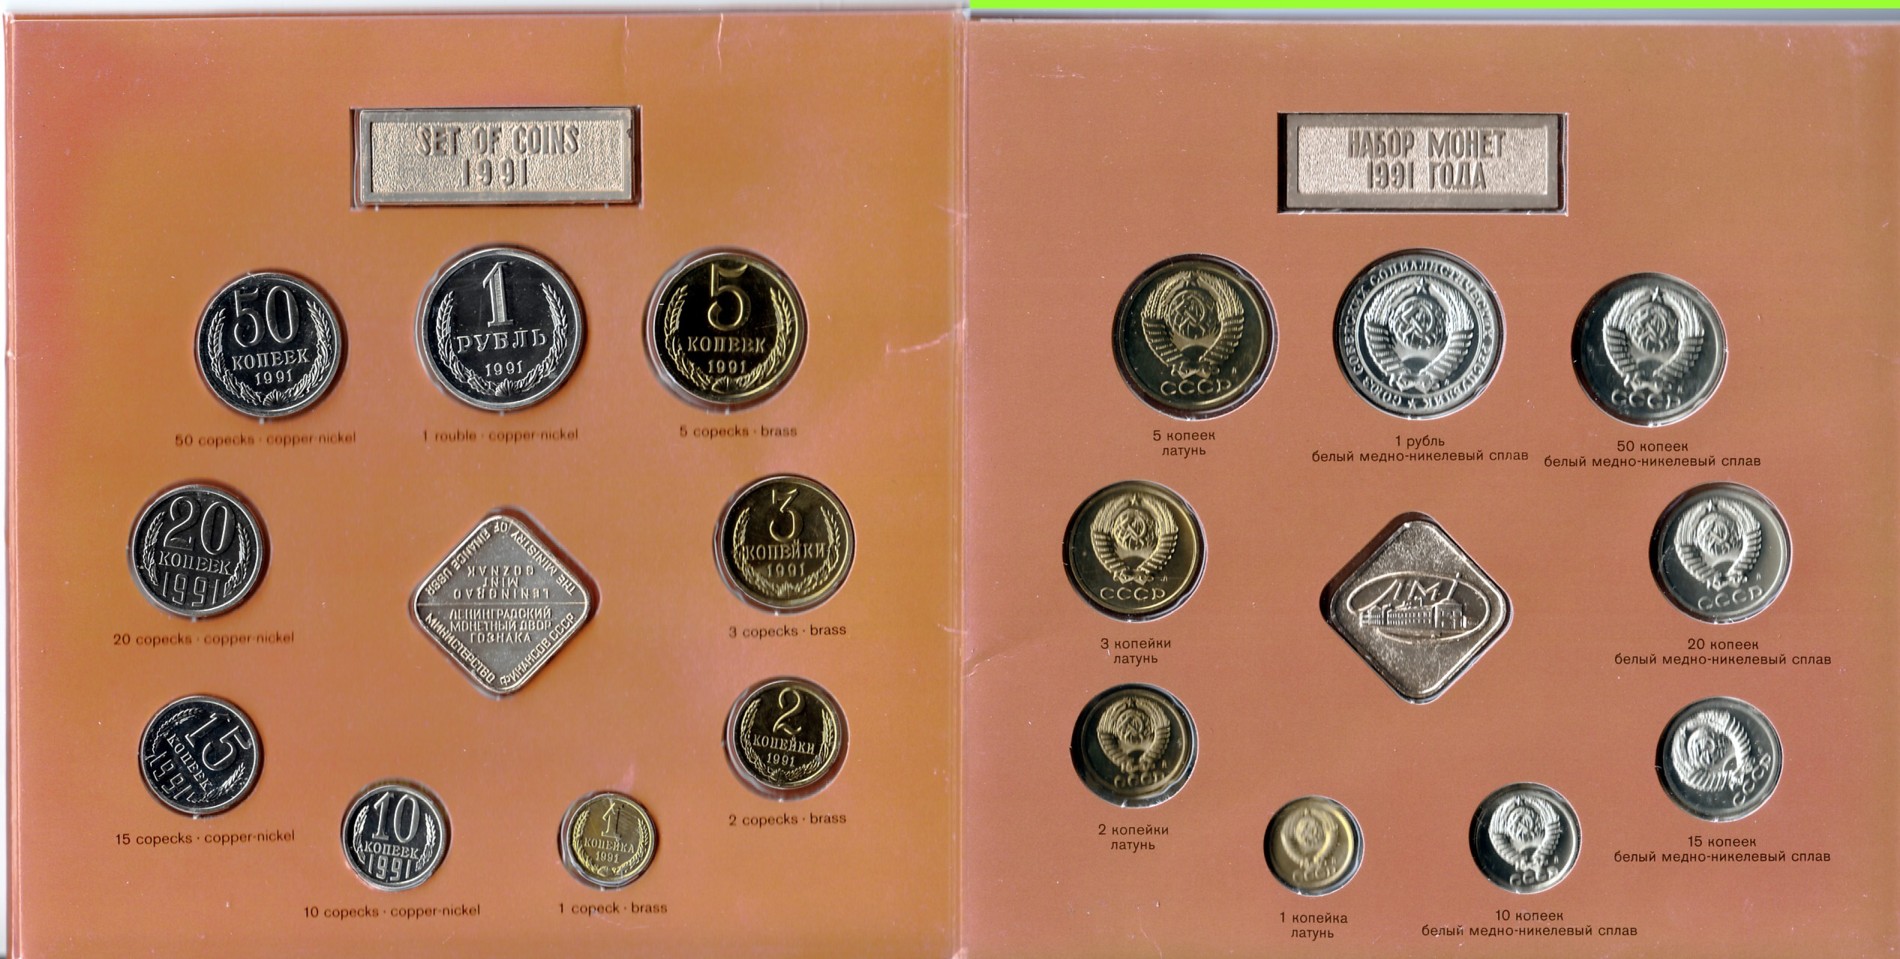 SET OF COINS
1991
50
КОПЕЕК
1991
50 copecks · copper-nickel
1
РУБЛЬ
1991
1 rouble · copper-nickel
5
КОПЕЕК
1991
5 copecks · brass
20
КОПЕЕК
1991
20 copecks · copper-nickel
THE MINISTRY OF FINANCE USSR
LENINGRAD
MINT
GOZNAK
ЛЕНИНГРАДСКИЙ
МОНЕТНЫЙ ДВОР
ГОЗНАКА
МИНИСТЕРСТВО ФИНАНСОВ СССР
3
КОПЕЙКИ
1991
3 copecks · brass
15
КОПЕЕК
1991
15 copecks · copper-nickel
2
КОПЕЙКИ
1991
2 copecks · brass
10
КОПЕЕК
1991
10 copecks · copper-nickel
1
КОПЕЙКА
1991
1 copeck · brass
НАБОР МОНЕТ
1991 ГОДА
СССР
Л
5 копеек
латунь
СОЮЗ СОВЕТСКИХ СОЦИАЛИСТИЧЕСКИХ РЕСПУБЛИК
1 рубль
белый медно-никелевый сплав
СССР
Л
50 копеек
белый медно-никелевый сплав
СССР
Л
3 копейки
латунь
ЛМД
СССР
Л
20 копеек
белый медно-никелевый сплав
СССР
Л
2 копейки
латунь
СССР
1 копейка
латунь
СССР
Л
10 копеек
белый медно-никелевый сплав
СССР
15 копеек
белый медно-никелевый сплав